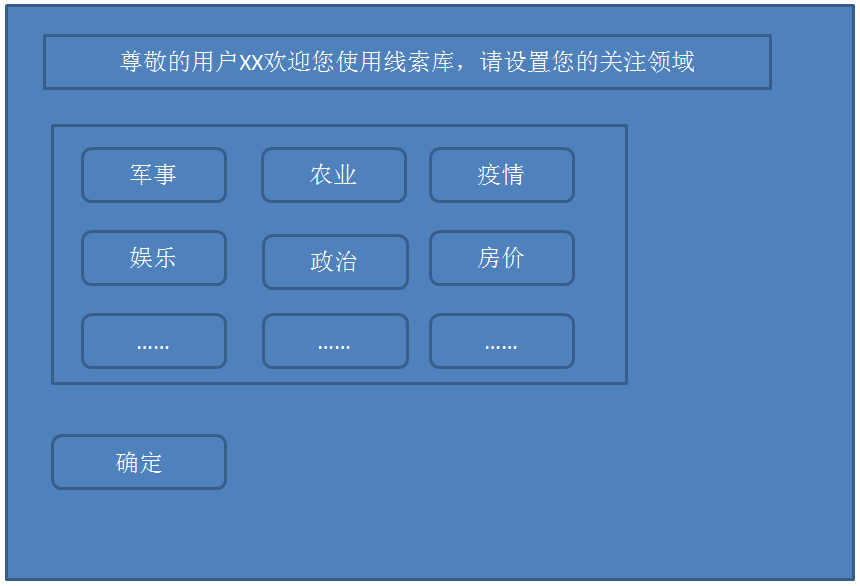 尊敬的用户XX欢迎您使用线索库，请设置您的关注领域
军事 农业 疫情
娱乐 政治 房价
…… …… ……
确定